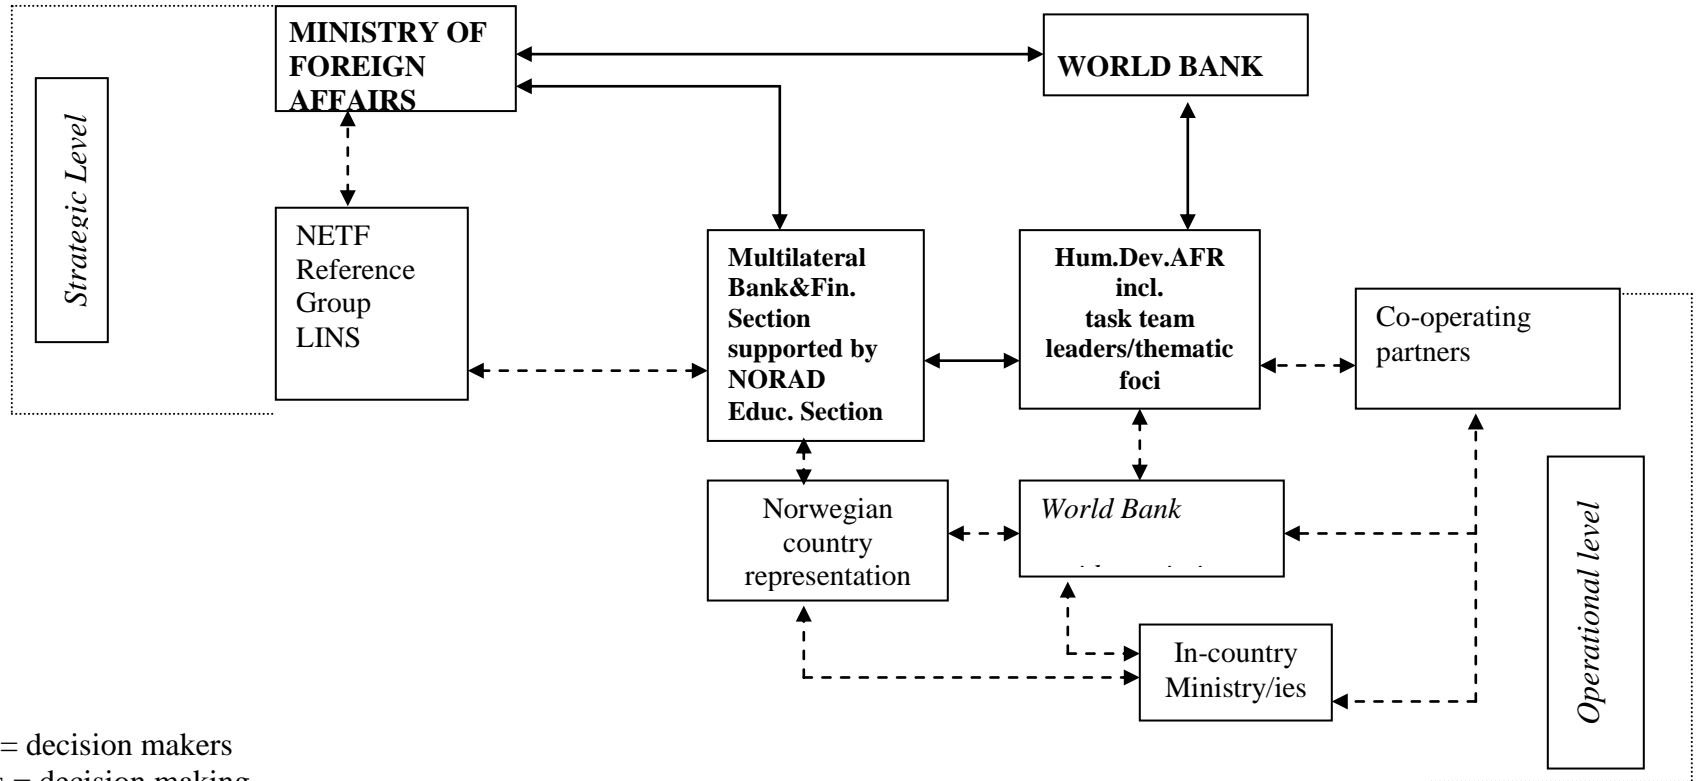 MINISTRY OF
FOREIGN
AFFAIRS
WORLD BANK
Strategic Level
NETF
Reference
Group
LINS
Multilateral
Bank&Fin.
Section
supported by
NORAD
Educ. Section
Hum.Dev.AFR
incl.
task team
leaders/thematic
foci
Co-operating
partners
Norwegian
country
representation
World Bank
In-country
Ministry/ies
Operational level
= decision makers
= decision making